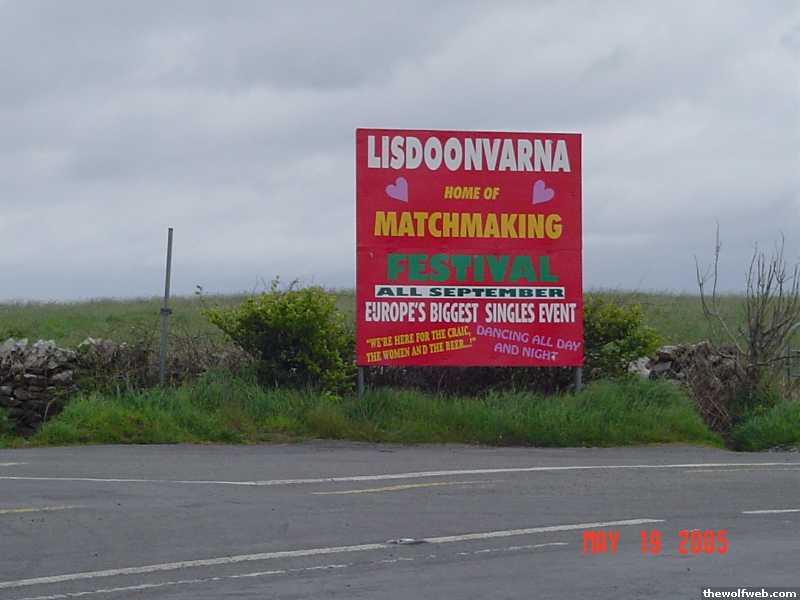 LISDOONVARNA
HOME OF
MATCHMAKING
FESTIVAL
ALL SEPTEMBER
EUROPE'S BIGGEST SINGLES EVENT
"WE'RE HERE FOR THE CRAIC,
THE WOMEN AND THE BEER...!"
DANCING ALL DAY
AND NIGHT
MAY 19 2005
thewolfweb.com